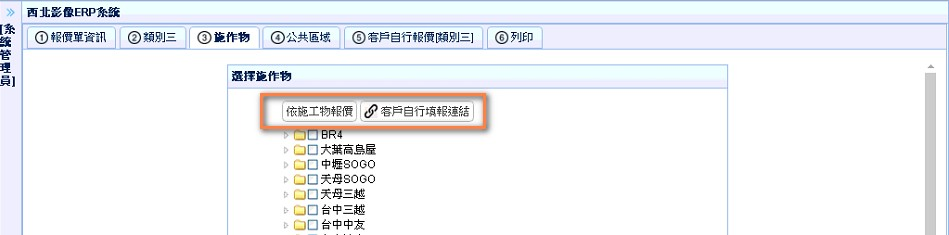 西北影像ERP系統
[系統管理員]
① 報價單資訊 ② 類別三 ③ 施作物 ④ 公共區域 ⑤ 客戶自行報價[類別三] ⑥ 列印
選擇施作物
依施工物報價 客戶自行填報連結
BR4
大葉高島屋
中壢SOGO
天母SOGO
天母三越
台中三越
台中中友